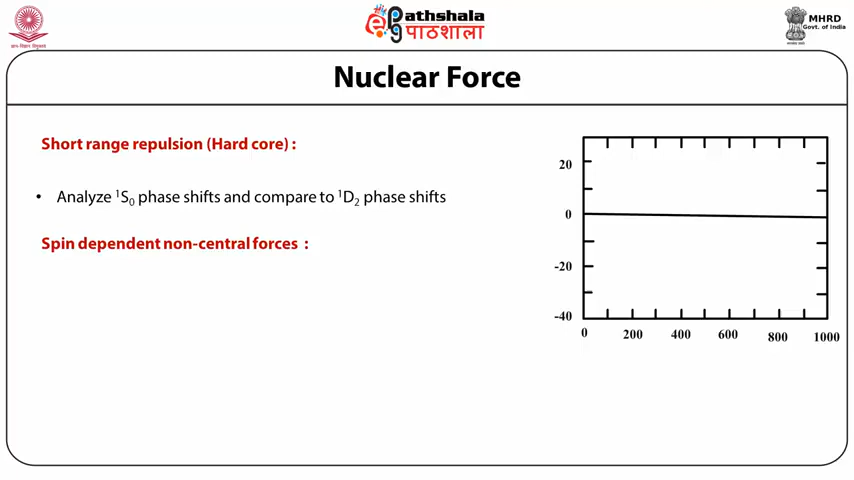 ePathshala
पाठशाला
MHRD
Govt. of India
Nuclear Force
Short range repulsion (Hard core) :
• Analyze ¹S₀ phase shifts and compare to ¹D₂ phase shifts
Spin dependent non-central forces :
20
0
-20
-40
0 200 400 600 800 1000